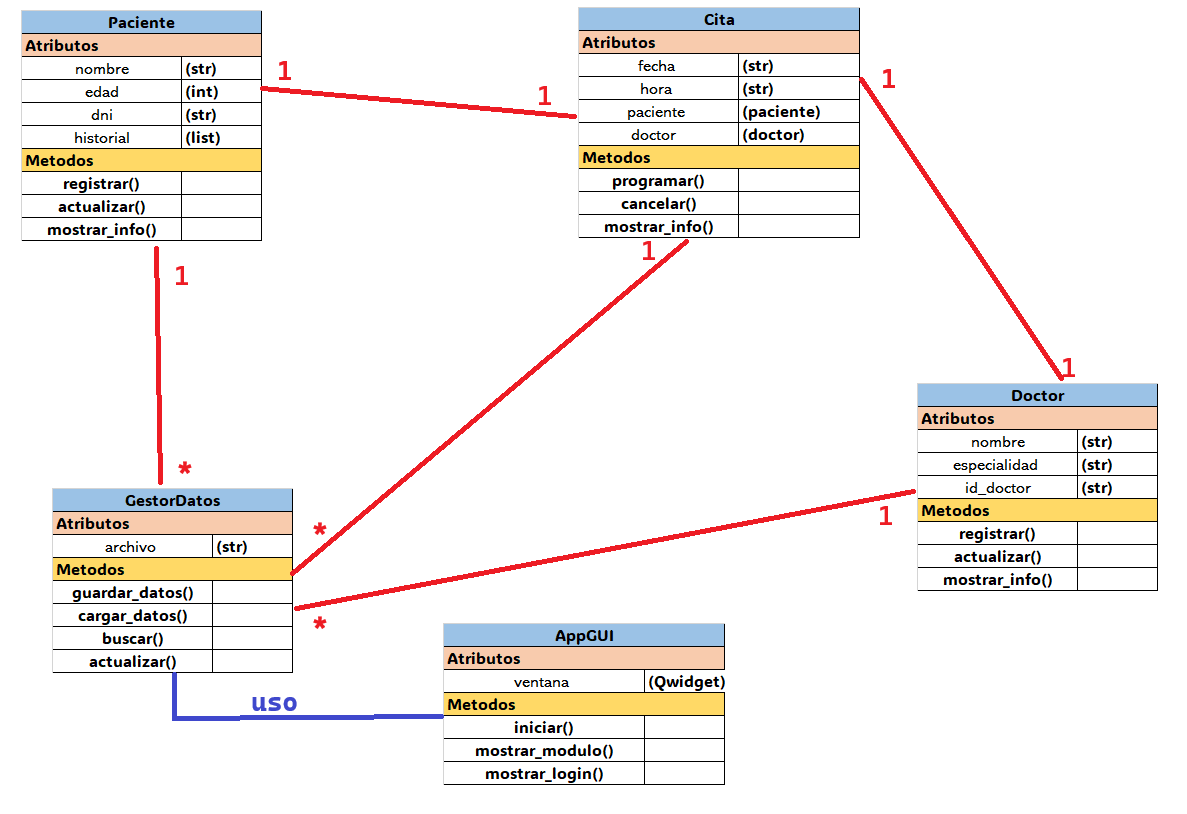 Paciente
Atributos
nombre (str)
edad (int)
dni (str)
historial (list)
Metodos
registrar()
actualizar()
mostrar_info()
1
1
Cita
Atributos
fecha (str)
hora (str)
paciente (paciente)
doctor (doctor)
Metodos
programar()
cancelar()
mostrar_info()
1
1
1
1
Doctor
Atributos
nombre (str)
especialidad (str)
id_doctor (str)
Metodos
registrar()
actualizar()
mostrar_info()
1
*
*
*
GestorDatos
Atributos
archivo (str)
Metodos
guardar_datos()
cargar_datos()
buscar()
actualizar()
uso
AppGUI
Atributos
ventana (Qwidget)
Metodos
iniciar()
mostrar_modulo()
mostrar_login()